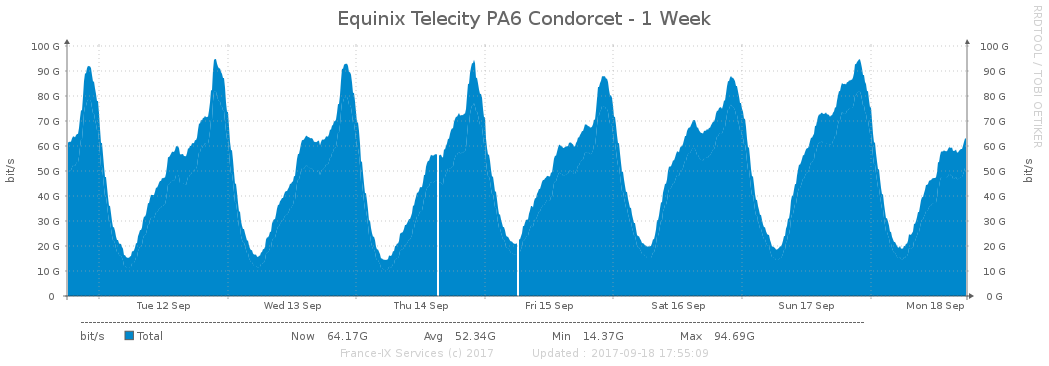 Equinix Telecity PA6 Condorcet - 1 Week
RRDTOOL / TOBI OETIKER
100 G 100 G
90 G 90 G
80 G 80 G
70 G 70 G
60 G 60 G
50 G 50 G
40 G 40 G
30 G 30 G
20 G 20 G
10 G 10 G
0 0 G
bit/s bit/s
Tue 12 Sep Wed 13 Sep Thu 14 Sep Fri 15 Sep Sat 16 Sep Sun 17 Sep Mon 18 Sep
bit/s Total Now 64.17G Avg 52.34G Min 14.37G Max 94.69G
France-IX Services (c) 2017 Updated : 2017-09-18 17:55:09